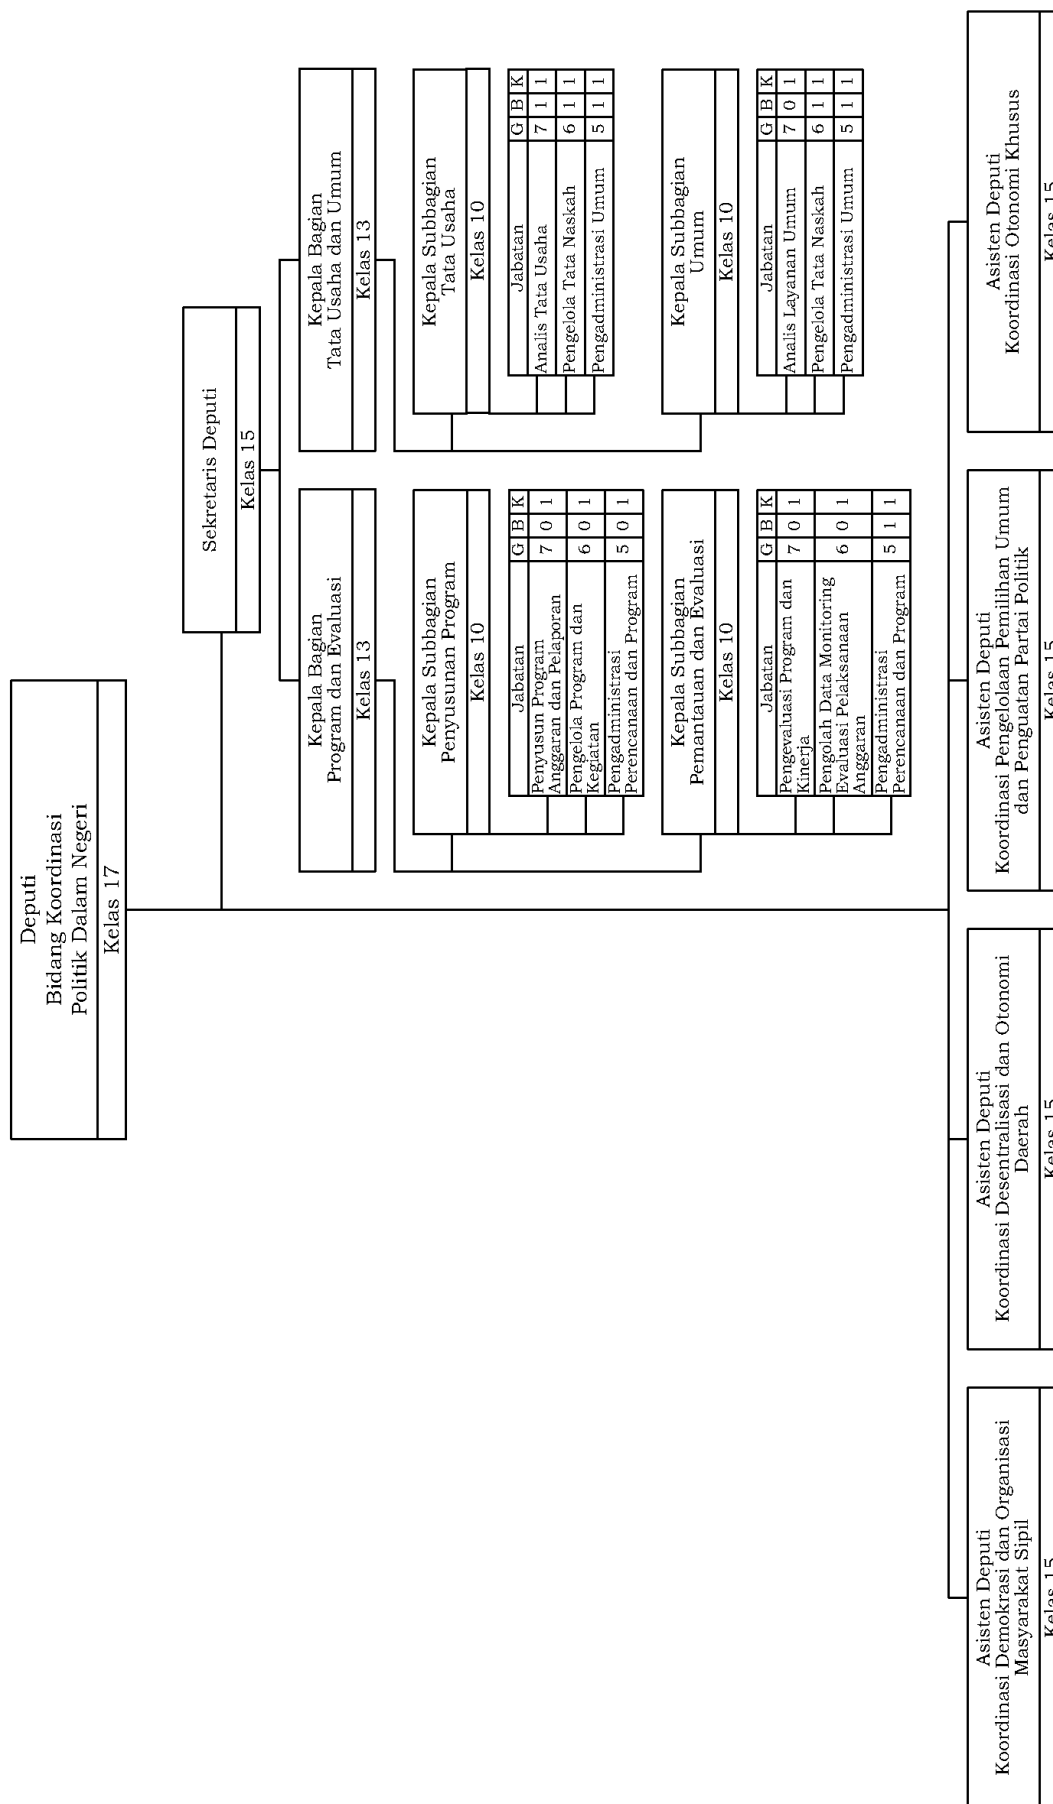 Deputi
Bidang Koordinasi
Politik Dalam Negeri
Kelas 17
Sekretaris Deputi
Kelas 15
Kepala Bagian
Program dan Evaluasi
Kelas 13
Kepala Bagian
Tata Usaha dan Umum
Kelas 13
Kepala Subbagian
Penyusunan Program
Kelas 10
Jabatan G B K
Penyusun Program
Anggaran dan Pelaporan 7 0 1
Pengelola Program dan
Kegiatan 6 0 1
Pengadministrasi
Perencanaan dan Program 5 0 1
Kepala Subbagian
Tata Usaha
Kelas 10
Jabatan G B K
Analis Tata Usaha 7 1 1
Pengelola Tata Naskah 6 1 1
Pengadministrasi Umum 5 1 1
Kepala Subbagian
Pemantauan dan Evaluasi
Kelas 10
Jabatan G B K
Pengevaluasi Program dan
Kinerja 7 0 1
Pengolah Data Monitoring
Evaluasi Pelaksanaan
Anggaran 6 0 1
Pengadministrasi
Perencanaan dan Program 5 1 1
Kepala Subbagian
Umum
Kelas 10
Jabatan G B K
Analis Layanan Umum 7 0 1
Pengelola Tata Naskah 6 1 1
Pengadministrasi Umum 5 1 1
Asisten Deputi
Koordinasi Demokrasi dan Organisasi
Masyarakat Sipil
Kelas 15
Asisten Deputi
Koordinasi Desentralisasi dan Otonomi
Daerah
Kelas 15
Asisten Deputi
Koordinasi Pengelolaan Pemilihan Umum
dan Penguatan Partai Politik
Kelas 15
Asisten Deputi
Koordinasi Otonomi Khusus
Kelas 15